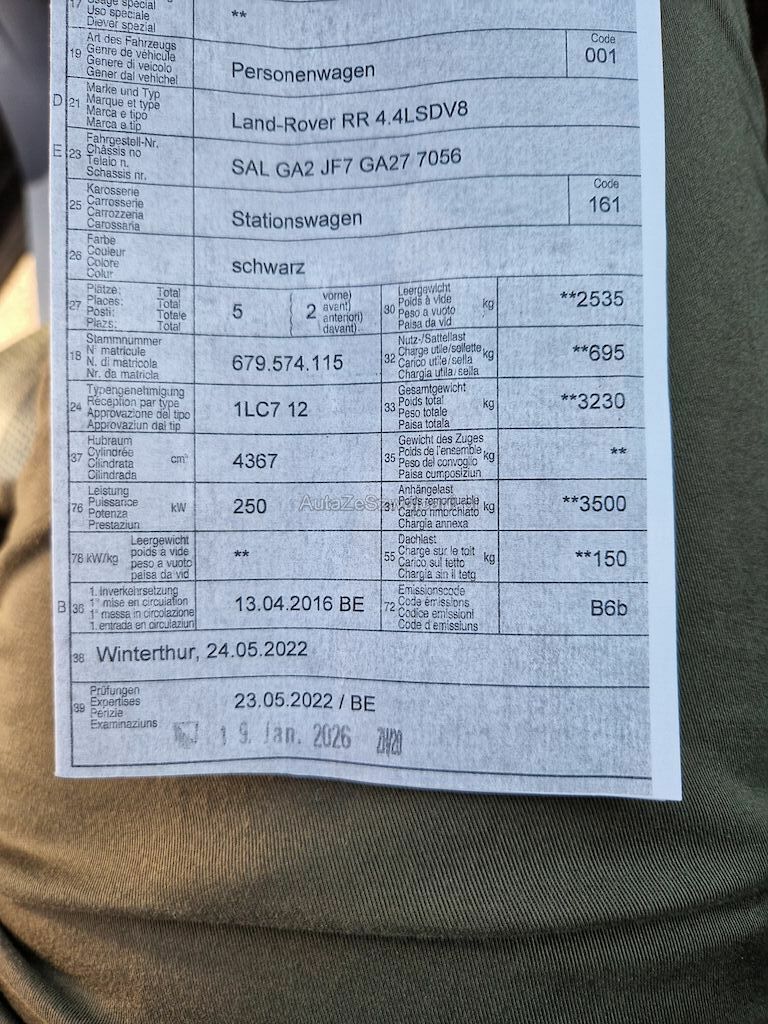 17 Usage spécial
Uso speciale
Diever spezial
**
19 Art des Fahrzeugs
Genre de véhicule
Genere di veicolo
Gener dal vehichel
Personenwagen
Code
001
D 21 Marke und Typ
Marque et type
Marca e tipo
Marca e tip
Land-Rover RR 4.4LSDV8
E 23 Fahrgestell-Nr.
Châssis no
Telaio n.
Schassis nr.
SAL GA2 JF7 GA27 7056
25 Karosserie
Carrosserie
Carrozzeria
Carossaria
Stationswagen
Code
161
26 Farbe
Couleur
Colore
Colur
schwarz
27 Plätze: Total
Places: Total
Posti: Totale
Plazs: Total
5
2 vorne)
avant)
anteriori)
davant)
30 Leergewicht
Poids à vide
Peso a vuoto
Paisa da vid
kg
**2535
18 Stammnummer
N° matricule
N. di matricola
Nr. da matricla
679.574.115
32 Nutz-/Sattellast
Charge utile/sellette
Carico utile/sella
Chargia utila/sella
kg
**695
24 Typengenehmigung
Réception par type
Approvazione del tipo
Approvaziun dal tip
1LC7 12
33 Gesamtgewicht
Poids total
Peso totale
Paisa totala
kg
**3230
37 Hubraum
Cylindrée
Cilindrata
Cilindrada
cm³
4367
35 Gewicht des Zuges
Poids de l'ensemble
Peso del convoglio
Paisa cumposiziun
kg
**
76 Leistung
Puissance
Potenza
Prestaziun
kW
250
31 Anhängelast
Poids remorquable
Carico rimorchiato
Chargia annexa
kg
**3500
78 kW/kg
Leergewicht
poids à vide
peso a vuoto
paisa da vid
**
55 Dachlast
Charge sur le toit
Carico sul tetto
Chargia sin il tetg
kg
**150
B 36 1. Inverkehrsetzung
1re mise en circulation
1a messa in circolazione
1. entrada en circulaziun
13.04.2016 BE
72 Emissionscode
Code émissions
Codice emissioni
Code d'emissiuns
B6b
38 Winterthur, 24.05.2022
39 Prüfungen
Expertises
Perizie
Examinaziuns
23.05.2022 / BE
19. Jan. 2026 ZH/20